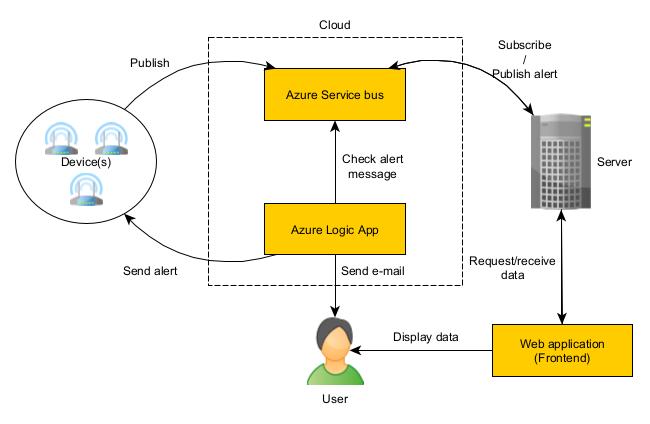 Cloud
Publish
Subscribe
/
Publish alert
Azure Service bus
Device(s)
Check alert
message
Server
Azure Logic App
Send alert
Send e-mail
Request/receive
data
Display data
Web application
(Frontend)
User